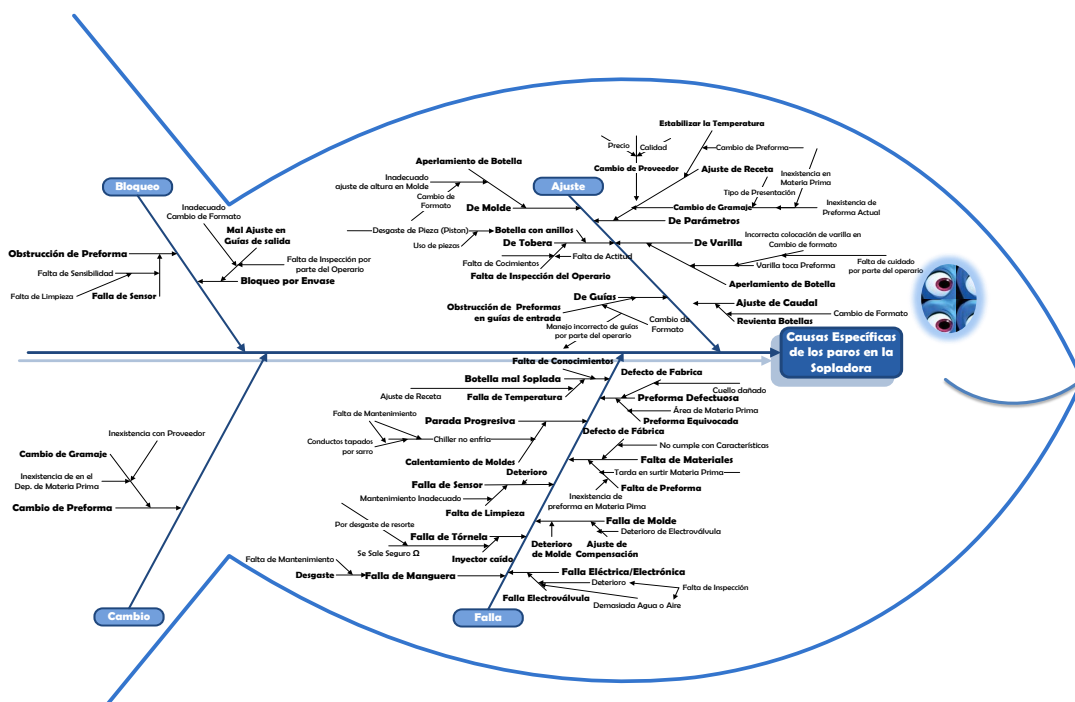 Bloqueo
Inadecuado
Cambio de Formato
Mal Ajuste en
Guías de salida
Obstrucción de Preforma
Falta de Sensibilidad
Falta de Limpieza
Falla de Sensor
Falta de Inspección por
parte del Operario
Bloqueo por Envase
Ajuste
Aperlamiento de Botella
Inadecuado
ajuste de altura en Molde
Cambio de
Formato
De Molde
Desgaste de Pieza (Piston)
Uso de piezas
Botella con anillos
De Tobera
Falta de Cocimientos
Falta de Actitud
Falta de Inspección del Operario
De Guías
Obstrucción de Preformas
en guías de entrada
Cambio de
Formato
Manejo incorrecto de guías
por parte del operario
Estabilizar la Temperatura
Precio
Calidad
Cambio de Preforma
Cambio de Proveedor
Ajuste de Receta
Inexistencia en
Materia Prima
Tipo de Presentación
Cambio de Gramaje
Inexistencia de
Preforma Actual
De Parámetros
De Varilla
Incorrecta colocación de varilla en
Cambio de formato
Varilla toca Preforma
Falta de cuidado
por parte del operario
Aperlamiento de Botella
Ajuste de Caudal
Cambio de Formato
Revienta Botellas
Causas Específicas
de los paros en la
Sopladora
Cambio
Inexistencia con Proveedor
Cambio de Gramaje
Inexistencia de en el
Dep. de Materia Prima
Cambio de Preforma
Falla
Falta de Conocimientos
Botella mal Soplada
Ajuste de Receta
Falla de Temperatura
Falta de Mantenimiento
Parada Progresiva
Conductos tapados
por sarro
Chiller no enfria
Calentamiento de Moldes
Deterioro
Falla de Sensor
Mantenimiento Inadecuado
Falta de Limpieza
Por desgaste de resorte
Falla de Tórnela
Se Sale Seguro Ω
Inyector caído
Falta de Mantenimiento
Desgaste
Falla de Manguera
Defecto de Fabrica
Cuello dañado
Preforma Defectuosa
Área de Materia Prima
Preforma Equivocada
Defecto de Fábrica
No cumple con Características
Falta de Materiales
Tarda en surtir Materia Prima
Falta de Preforma
Inexistencia de
preforma en Materia Pima
Falla de Molde
Deterioro de Electroválvula
Deterioro
de Molde
Ajuste de
Compensación
Falla Eléctrica/Electrónica
Deterioro
Falta de Inspección
Falla Electroválvula
Demasiada Agua o Aire